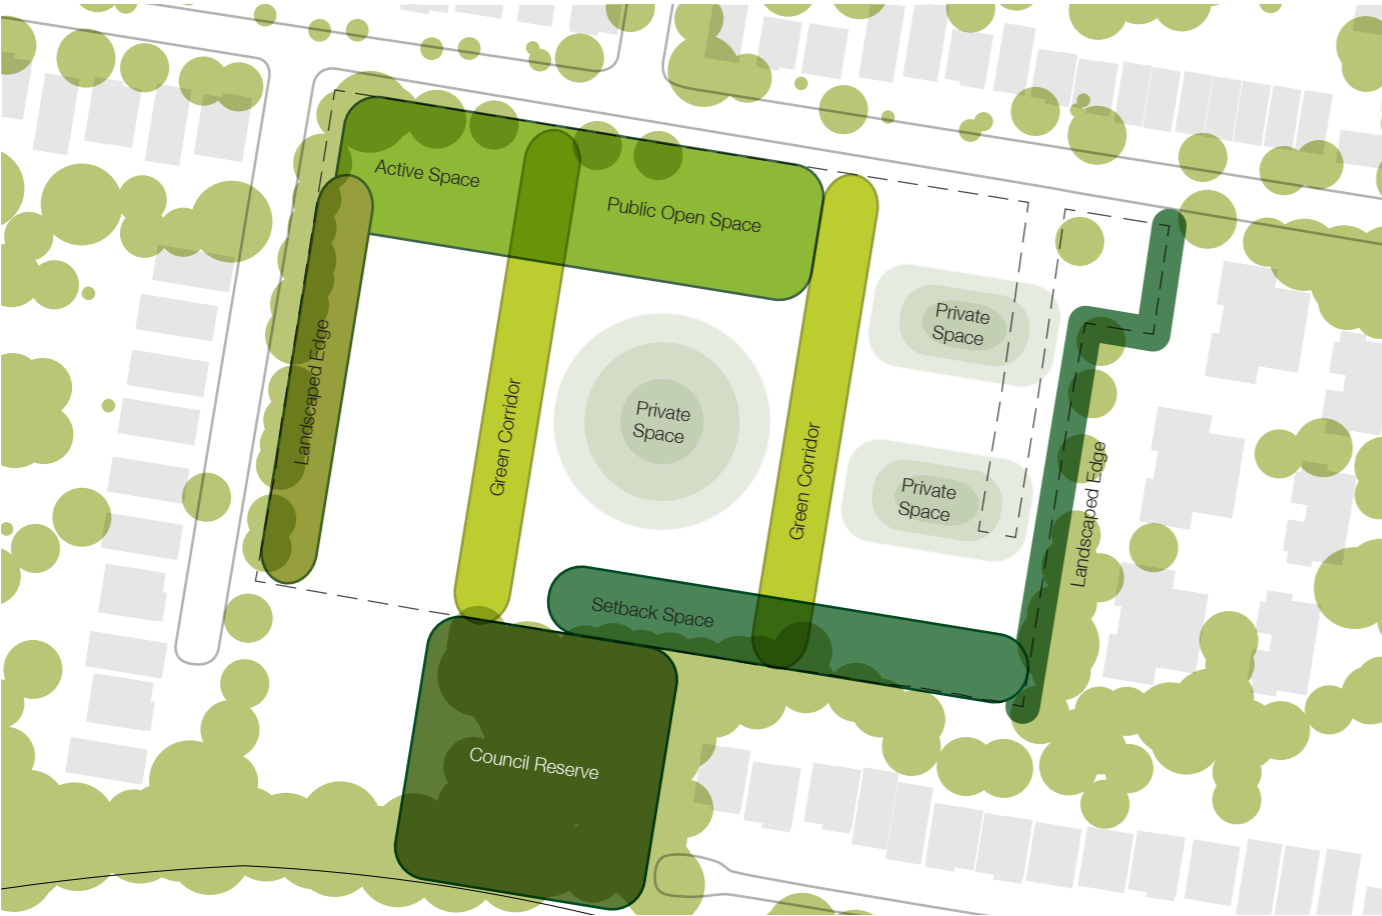 Active Space
Public Open Space
Landscaped Edge
Green Corridor
Private
Space
Green Corridor
Private
Space
Private
Space
Landscaped Edge
Setback Space
Council Reserve